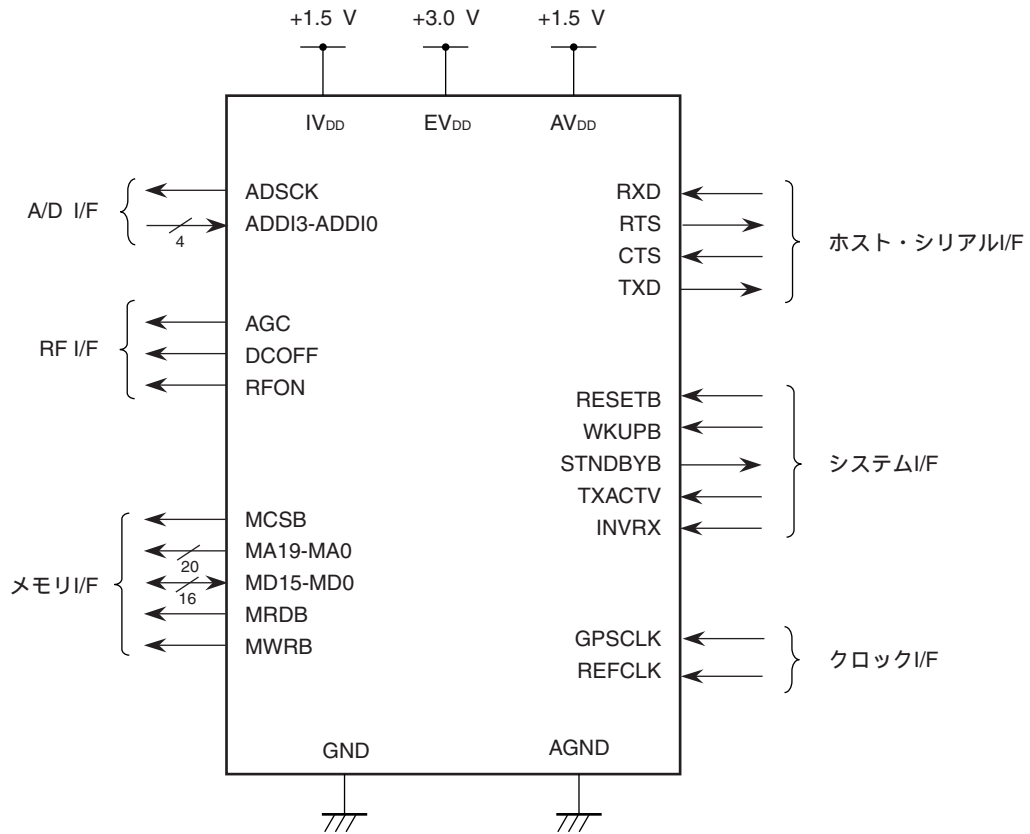 +1.5 V
+3.0 V
+1.5 V
IVDD
EVDD
AVDD
A/D I/F
ADSCK
ADDI3-ADDI0
4
RF I/F
AGC
DCOFF
RFON
メモリI/F
MCSB
MA19-MA0
20
MD15-MD0
16
MRDB
MWRB
RXD
RTS
CTS
TXD
ホスト・シリアルI/F
RESETB
WKUPB
STNDBYB
TXACTV
INVRX
システムI/F
GPSCLK
REFCLK
クロックI/F
GND
AGND